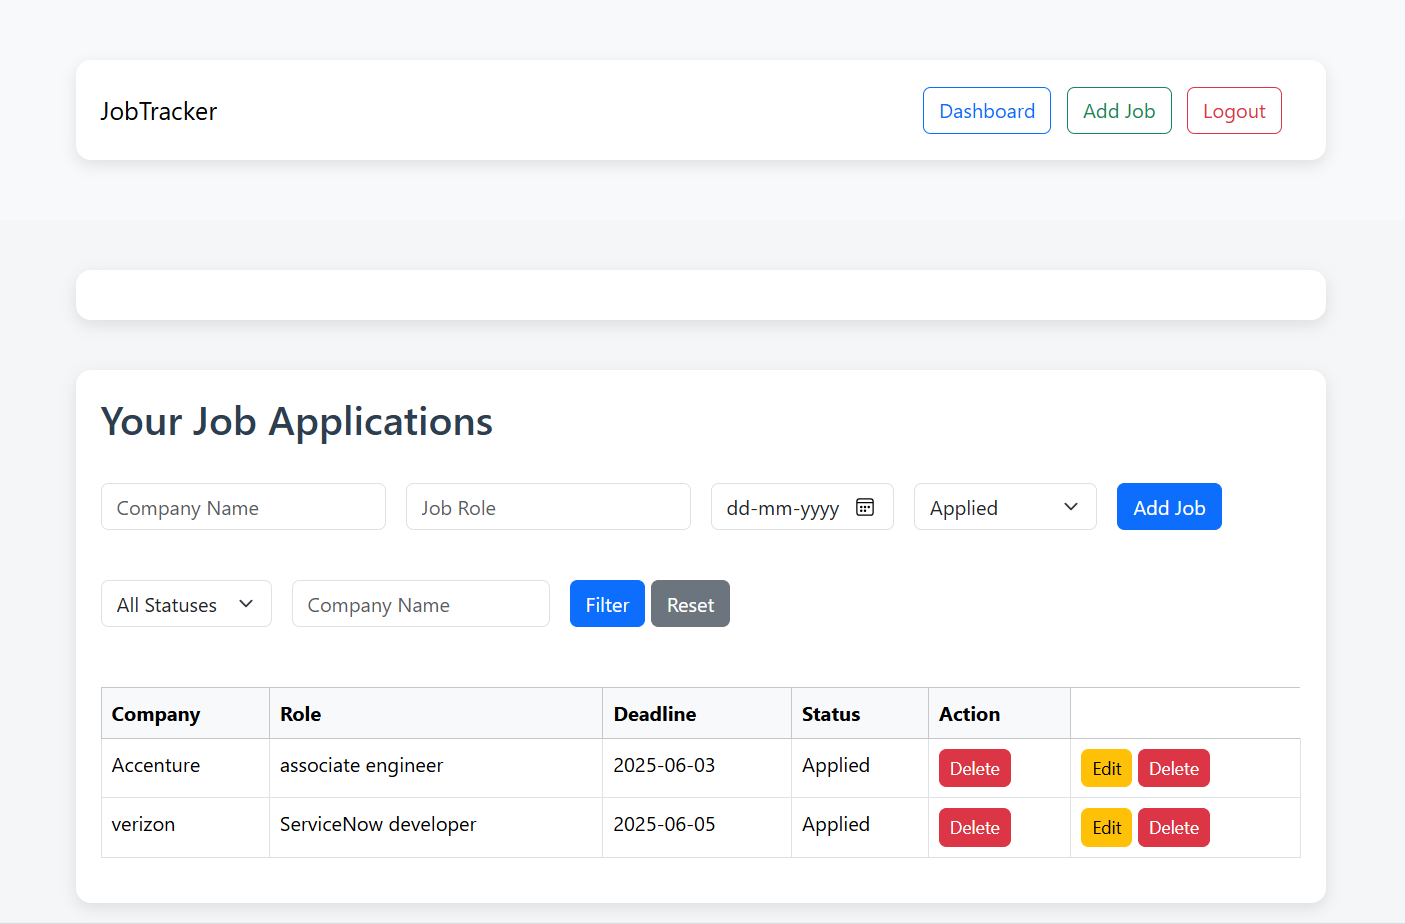 JobTracker Dashboard Add Job Logout
Your Job Applications
Company Name Job Role dd-mm-yyyy Applied Add Job
All Statuses Company Name Filter Reset
Company Role Deadline Status Action
Accenture associate engineer 2025-06-03 Applied Delete Edit Delete
verizon ServiceNow developer 2025-06-05 Applied Delete Edit Delete